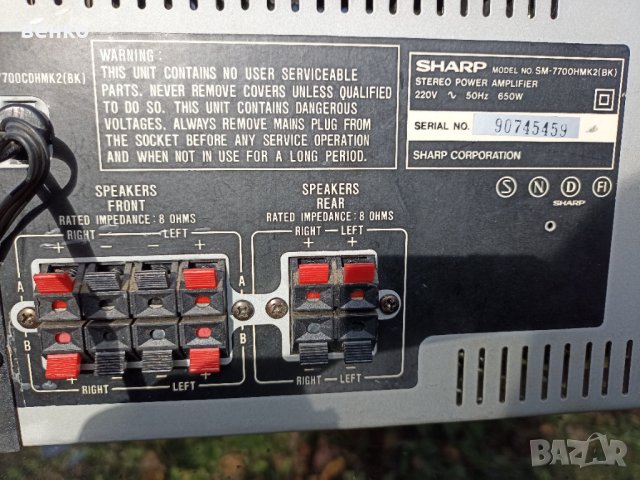 Benko
7700CDHMK2(BK)
WARNING:
THIS UNIT CONTAINS NO USER SERVICEABLE
PARTS. NEVER REMOVE COVERS UNLESS QUALIFIED
TO DO SO. THIS UNIT CONTAINS DANGEROUS
VOLTAGES. ALWAYS REMOVE MAINS PLUG FROM
THE SOCKET BEFORE ANY SERVICE OPERATION
AND WHEN NOT IN USE FOR A LONG PERIOD.
SHARP MODEL NO. SM-7700HMK2(BK)
STEREO POWER AMPLIFIER
220V ∿ 50Hz 650W
SERIAL NO. 90745459
SHARP CORPORATION
S N D FI
SHARP
SPEAKERS
FRONT
RATED IMPEDANCE: 8 OHMS
RIGHT LEFT
+ − − +
A A
B B
+ − − +
RIGHT LEFT
SPEAKERS
REAR
RATED IMPEDANCE: 8 OHMS
RIGHT LEFT
+ +
− −
RIGHT LEFT
BAZAR